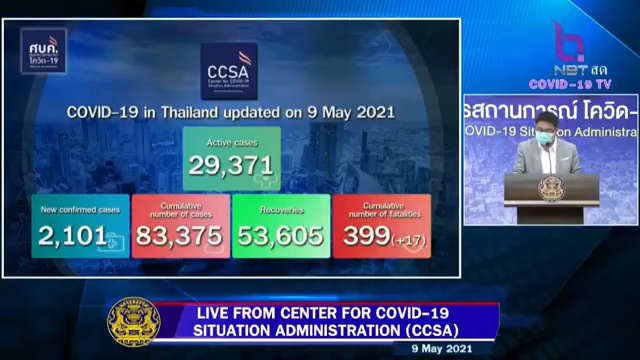 ศบค.
โควิด-19
CCSA
Center for COVID-19
Situation Administration
COVID-19 in Thailand updated on 9 May 2021
Active cases
29,371
New confirmed cases
2,101
Cumulative
number of cases
83,375
Recoveries
53,605
Cumulative
number of fatalities
399(+17)
NBT สด
COVID-19 TV
รสถานการณ์ โควิด-
OVID-19 Situation Administra
LIVE FROM CENTER FOR COVID-19
SITUATION ADMINISTRATION (CCSA)
9 May 2021